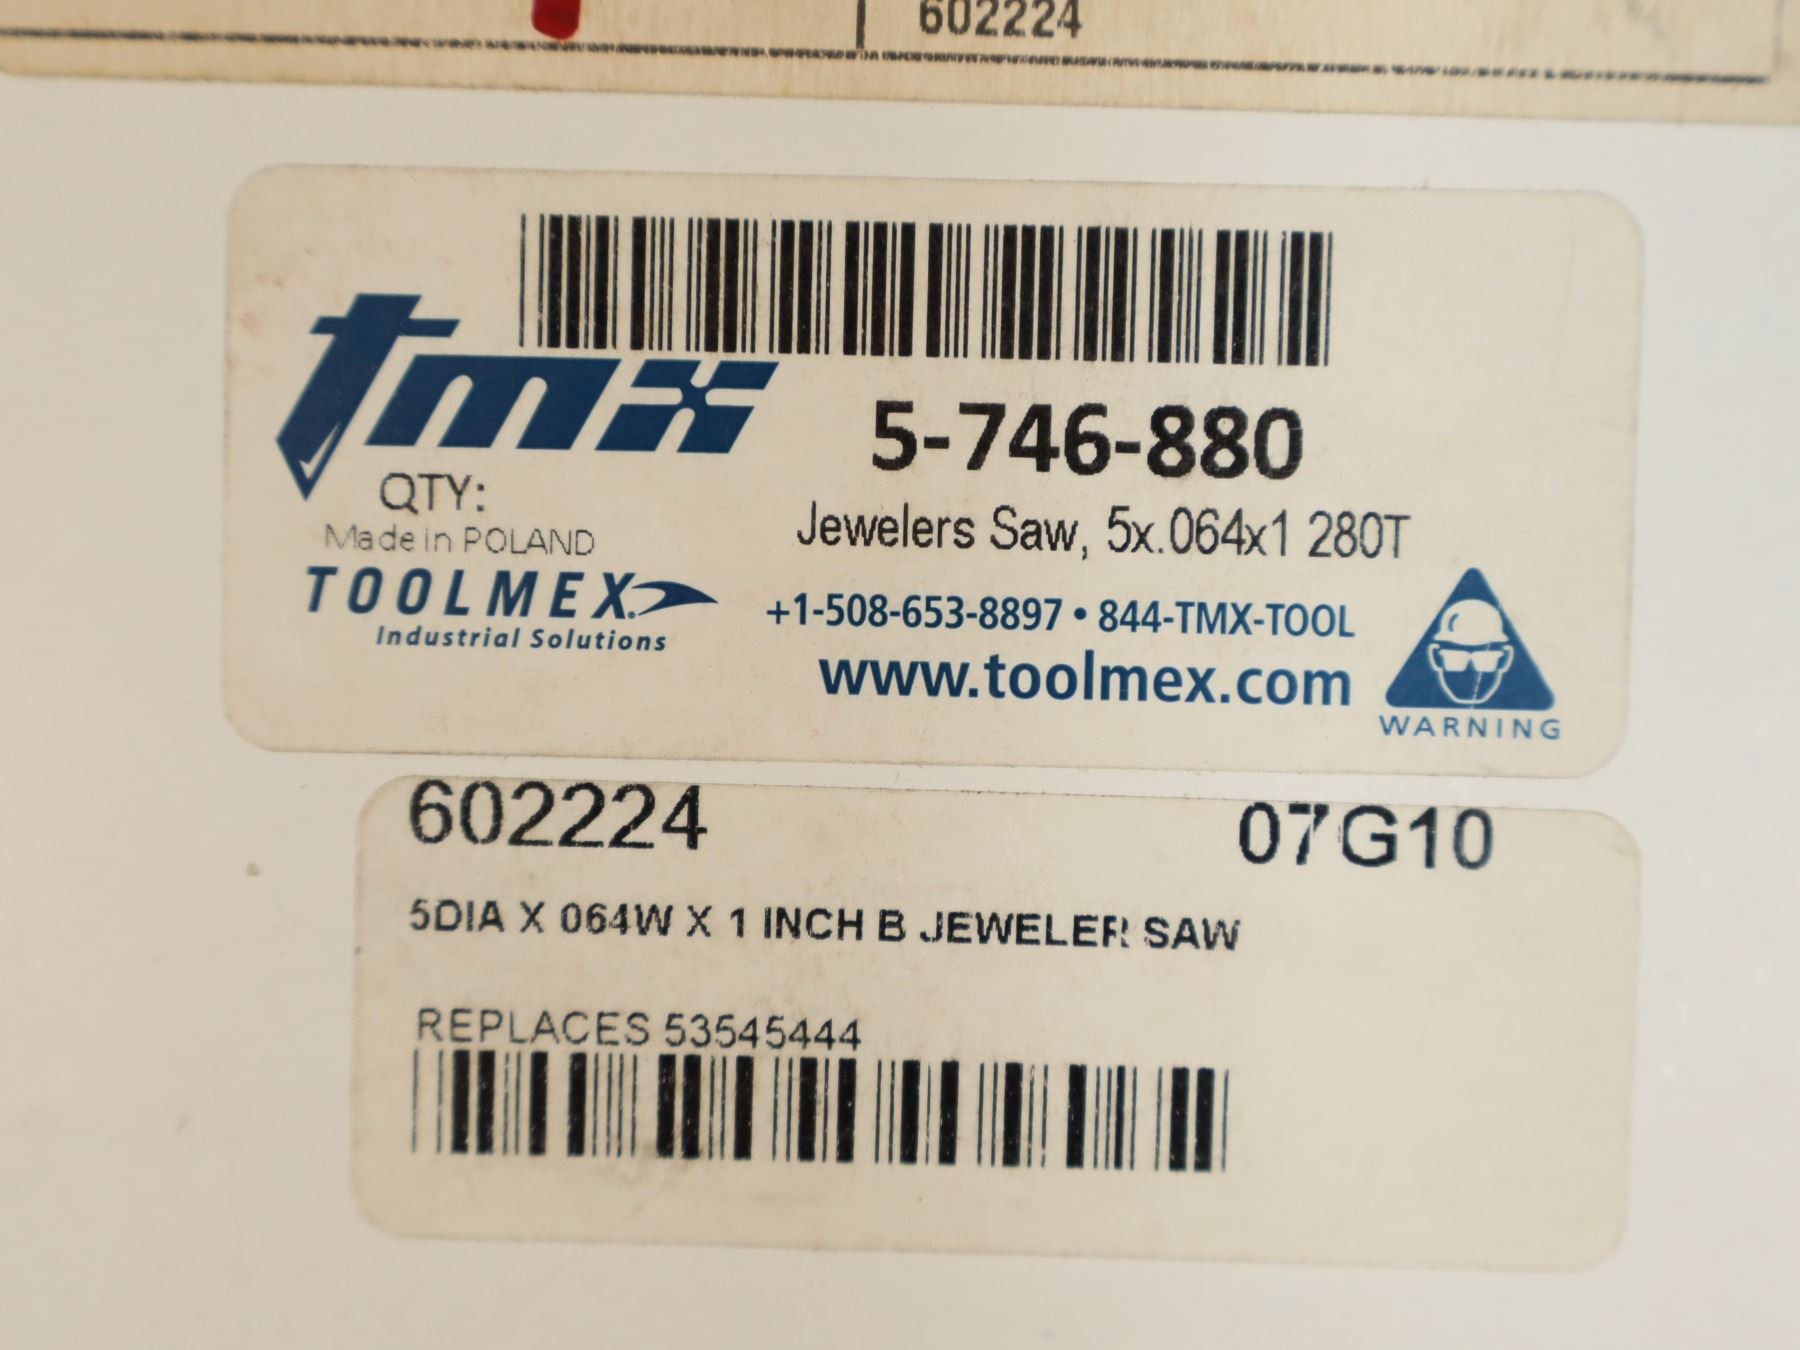 602224
tmx
5-746-880
QTY:
Jewelers Saw, 5x.064x1 280T
Made in POLAND
TOOLMEX.
Industrial Solutions
+1-508-653-8897 • 844-TMX-TOOL
www.toolmex.com
WARNING
602224 07G10
5DIA X 064W X 1 INCH B JEWELER SAW
REPLACES 53545444